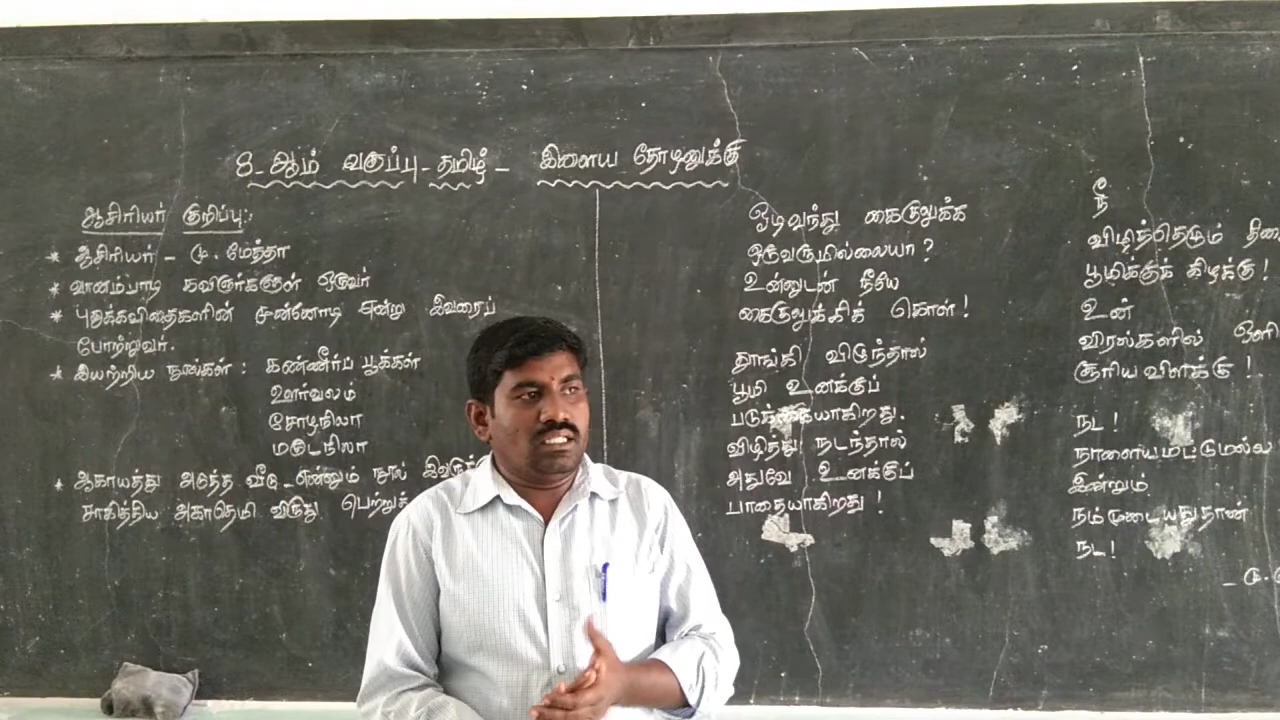 8-ஆம் வகுப்பு - தமிழ் - இளைய தோழனுக்கு
ஆசிரியர் குறிப்பு:-
* ஆசிரியர் - மு. மேத்தா
* வானம்பாடி கவிஞர்களுள் ஒருவர்
* புதுக்கவிதைகளின் முன்னோடி என்று இவரைப்
போற்றுவர்.
* இயற்றிய நூல்கள் : கண்ணீர்ப் பூக்கள்
ஊர்வலம்
சோழநிலா
மகுடநிலா
* ஆகாயத்து அடுத்த வீடு - என்னும் நூல்
சாகித்திய அகாதெமி விருது
ஓடிவந்து கைகுலுக்க
ஒருவருமில்லையா?
உன்னுடன் நீயே
கைகுலுக்கிக் கொள்!
தூங்கி விழுந்தால்
பூமி உனக்குப்
படுக்கையாகிறது.
விழித்து நடந்தால்
அதுவே உனக்குப்
பாதையாகிறது!
நீ
விழித்தெழும்
பூமிக்குக் கிழக்கு!
உன்
விரல்களில்
சூரிய விளக்கு!
நட!
நாளைமட்டுமல்ல
இன்றும்
நம்முடையதுதான்
நட!